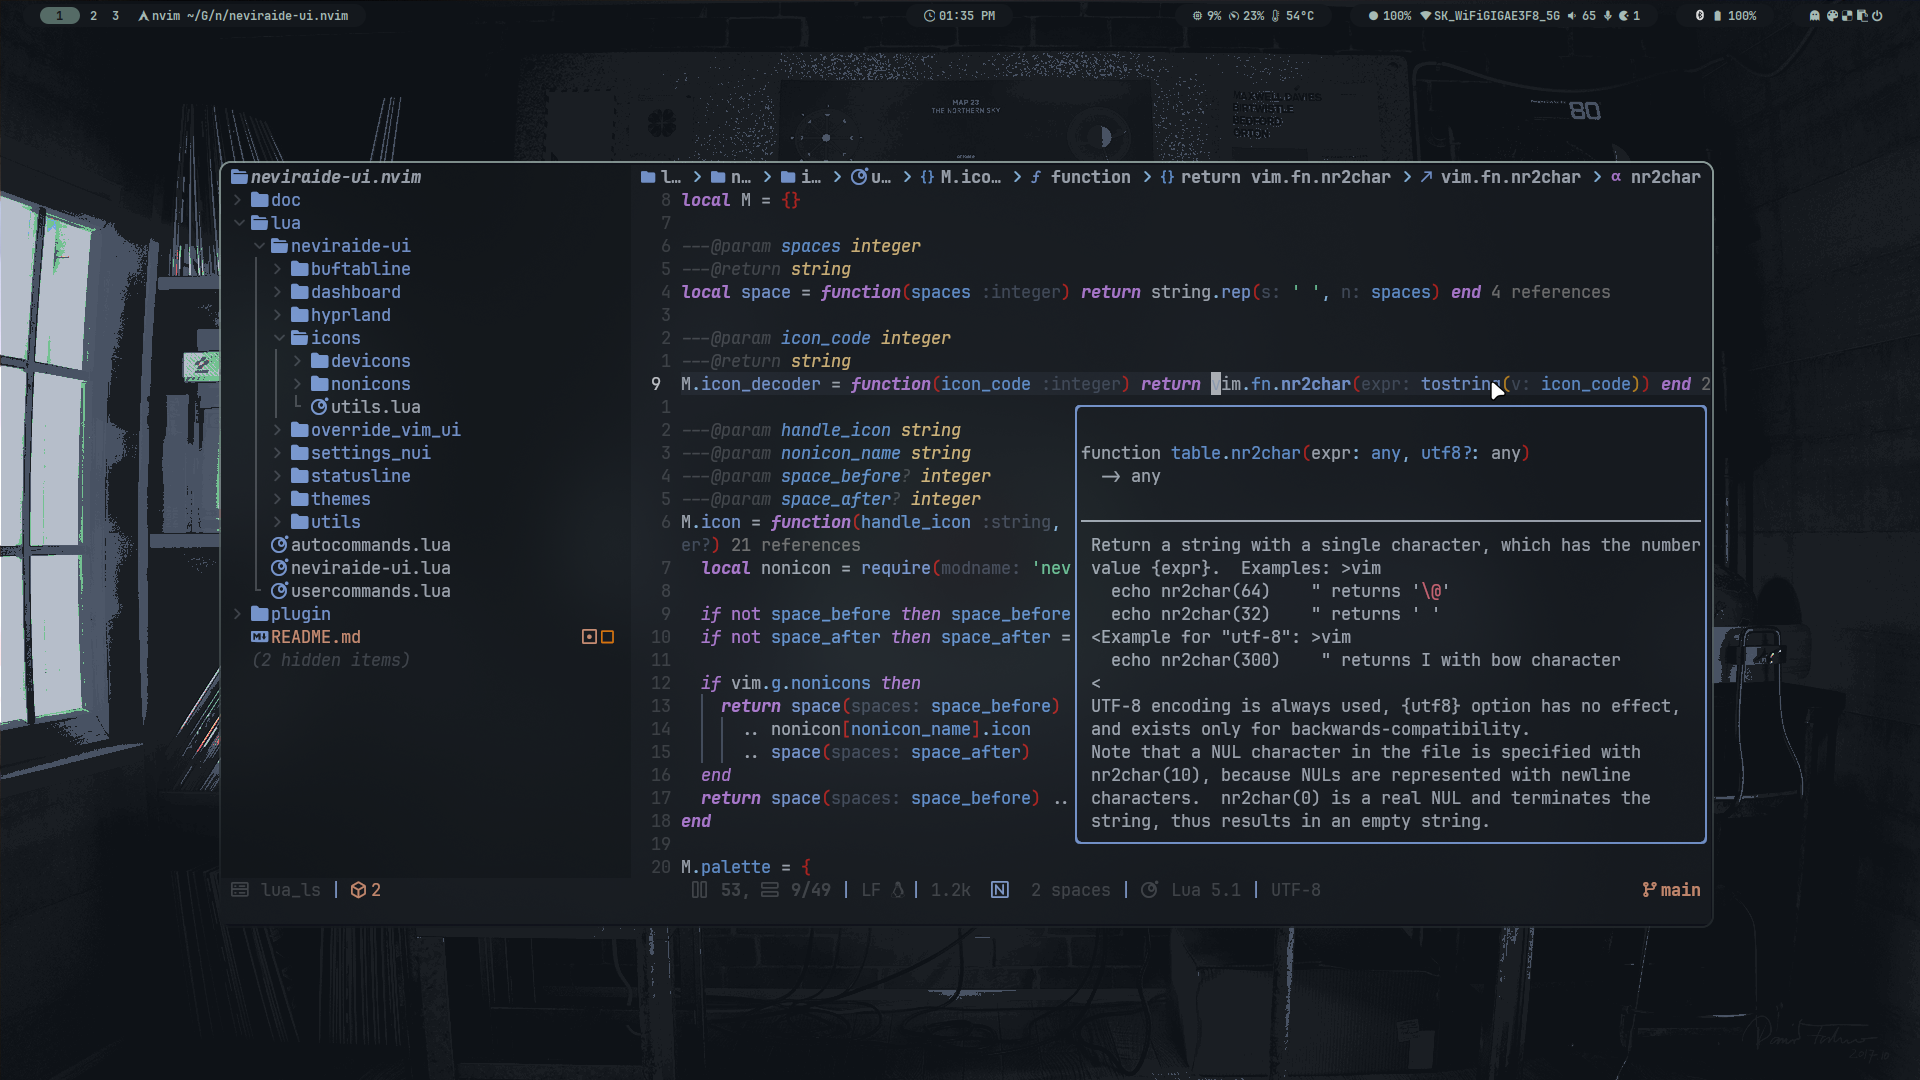 1 2 3 nvim ~/G/n/neviraide-ui.nvim
01:35 PM
9% 23% 54°C
100% SK_WiFiGIGAE3F8_5G 65 1
100%
MAP 23
THE NORTHERN SKY
80
neviraide-ui.nvim
doc
lua
neviraide-ui
buftabline
dashboard
hyprland
icons
devicons
nonicons
utils.lua
override_vim_ui
settings_nui
statusline
themes
utils
autocommands.lua
neviraide-ui.lua
usercommands.lua
plugin
README.md
(2 hidden items)
l… > n… > i… > u… > {} M.ico… > ƒ function > {} return vim.fn.nr2char > vim.fn.nr2char > α nr2char
8 local M = {}
7
6 ---@param spaces integer
5 ---@return string
4 local space = function(spaces :integer) return string.rep(s: ' ', n: spaces) end 4 references
3
2 ---@param icon_code integer
1 ---@return string
9 M.icon_decoder = function(icon_code :integer) return vim.fn.nr2char(expr: tostring(v: icon_code)) end 2
1
2 ---@param handle_icon string
3 ---@param nonicon_name string
4 ---@param space_before? integer
5 ---@param space_after? integer
6 M.icon = function(handle_icon :string,
er?) 21 references
7 local nonicon = require(modname: 'nev
8
9 if not space_before then space_before
10 if not space_after then space_after =
11
12 if vim.g.nonicons then
13 return space(spaces: space_before)
14 .. nonicon[nonicon_name].icon
15 .. space(spaces: space_after)
16 end
17 return space(spaces: space_before) ..
18 end
19
20 M.palette = {
function table.nr2char(expr: any, utf8?: any)
-> any
Return a string with a single character, which has the number
value {expr}.  Examples: >vim
echo nr2char(64)    " returns '\@'
echo nr2char(32)    " returns ' '
<Example for "utf-8": >vim
echo nr2char(300)    " returns I with bow character
<
UTF-8 encoding is always used, {utf8} option has no effect,
and exists only for backwards-compatibility.
Note that a NUL character in the file is specified with
nr2char(10), because NULs are represented with newline
characters.  nr2char(0) is a real NUL and terminates the
string, thus results in an empty string.
lua_ls | 2
53, 9/49 | LF | 1.2k N 2 spaces | Lua 5.1 | UTF-8
main
2017